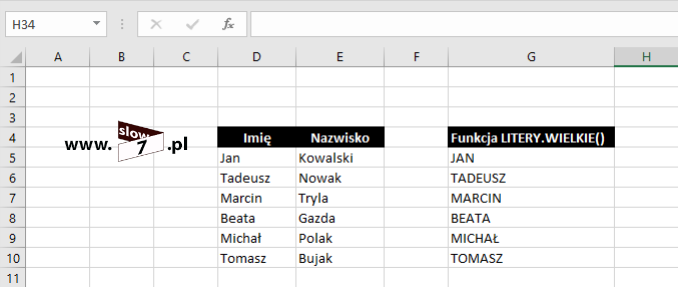 H34 fx
A B C D E F G H
1
2
3
4 Imię Nazwisko Funkcja LITERY.WIELKIE()
www.slow7.pl
5 Jan Kowalski JAN
6 Tadeusz Nowak TADEUSZ
7 Marcin Tryla MARCIN
8 Beata Gazda BEATA
9 Michał Polak MICHAŁ
10 Tomasz Bujak TOMASZ
11